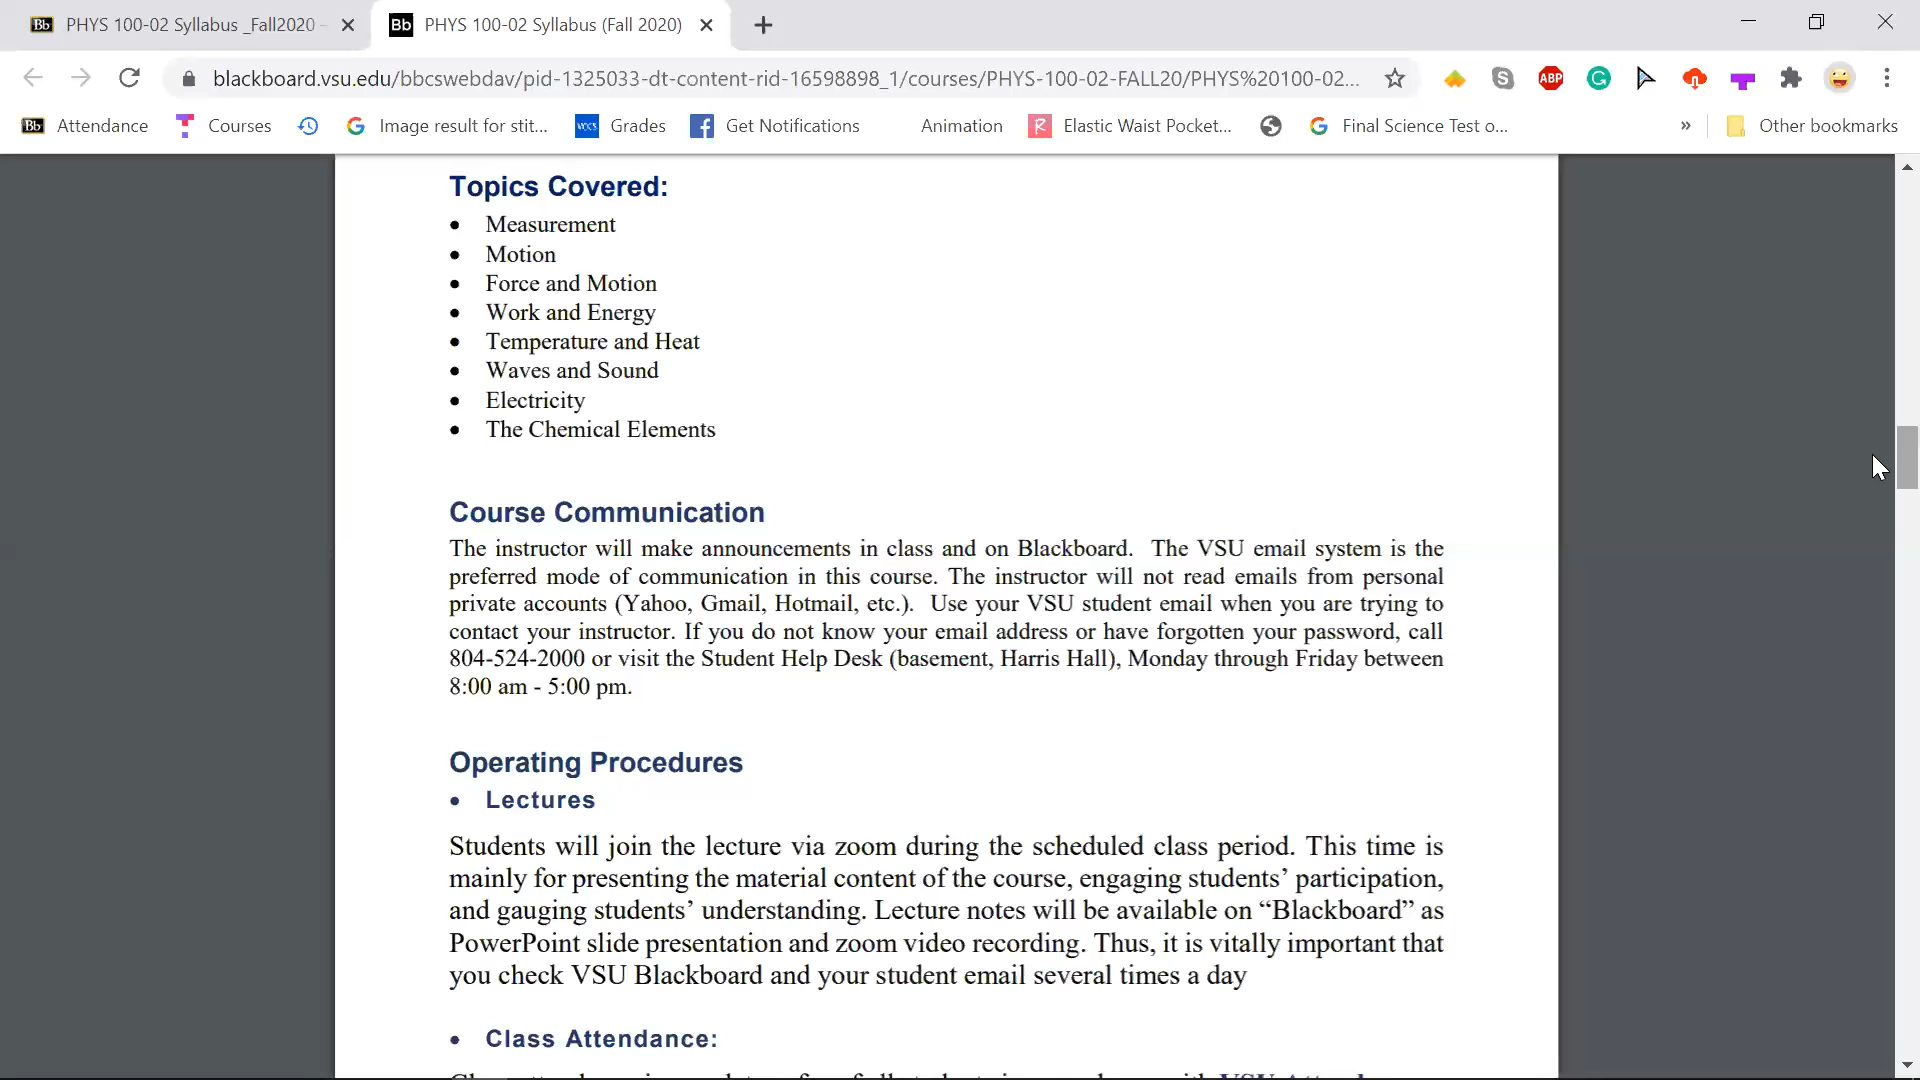 PHYS 100-02 Syllabus _Fall2020 -
PHYS 100-02 Syllabus (Fall 2020)
blackboard.vsu.edu/bbcswebdav/pid-1325033-dt-content-rid-16598898_1/courses/PHYS-100-02-FALL20/PHYS%20100-02...
ABP
Bb Attendance Courses Image result for stit... Grades Get Notifications Animation Elastic Waist Pocket... Final Science Test o... » Other bookmarks
Topics Covered:
• Measurement
• Motion
• Force and Motion
• Work and Energy
• Temperature and Heat
• Waves and Sound
• Electricity
• The Chemical Elements
Course Communication
The instructor will make announcements in class and on Blackboard. The VSU email system is the
preferred mode of communication in this course. The instructor will not read emails from personal
private accounts (Yahoo, Gmail, Hotmail, etc.). Use your VSU student email when you are trying to
contact your instructor. If you do not know your email address or have forgotten your password, call
804-524-2000 or visit the Student Help Desk (basement, Harris Hall), Monday through Friday between
8:00 am - 5:00 pm.
Operating Procedures
• Lectures
Students will join the lecture via zoom during the scheduled class period. This time is
mainly for presenting the material content of the course, engaging students’ participation,
and gauging students’ understanding. Lecture notes will be available on “Blackboard” as
PowerPoint slide presentation and zoom video recording. Thus, it is vitally important that
you check VSU Blackboard and your student email several times a day
• Class Attendance: